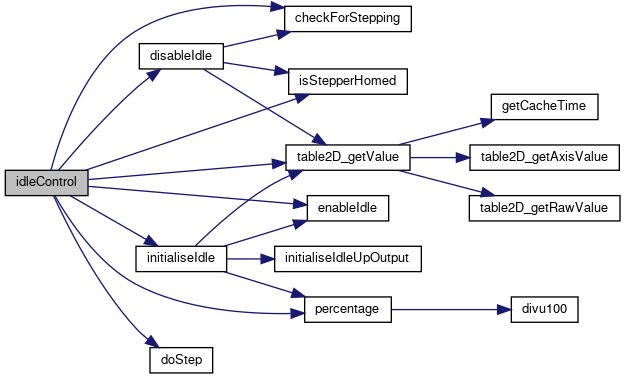 checkForStepping
disableIdle
isStepperHomed
getCacheTime
table2D_getValue
table2D_getAxisValue
idleControl
enableIdle
table2D_getRawValue
initialiseIdle
initialiseIdleUpOutput
percentage
divu100
doStep